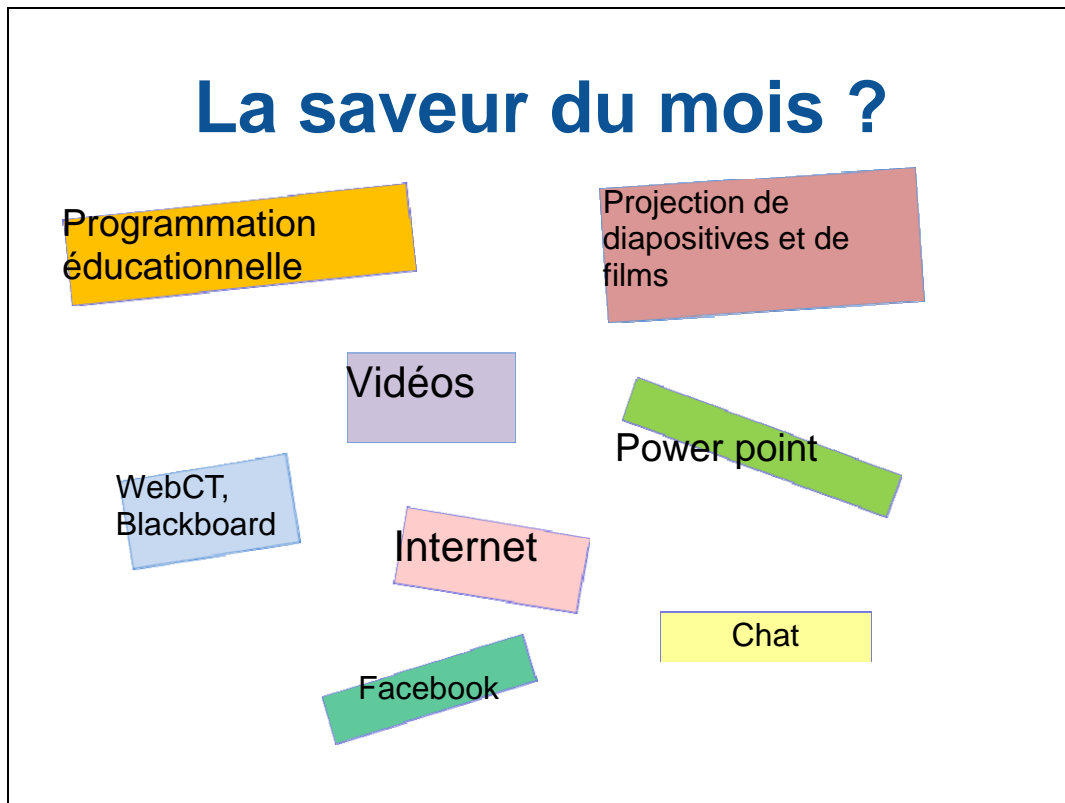 La saveur du mois ?
Programmation
éducationnelle
Projection de
diapositives et de
films
Vidéos
Power point
WebCT,
Blackboard
Internet
Chat
Facebook